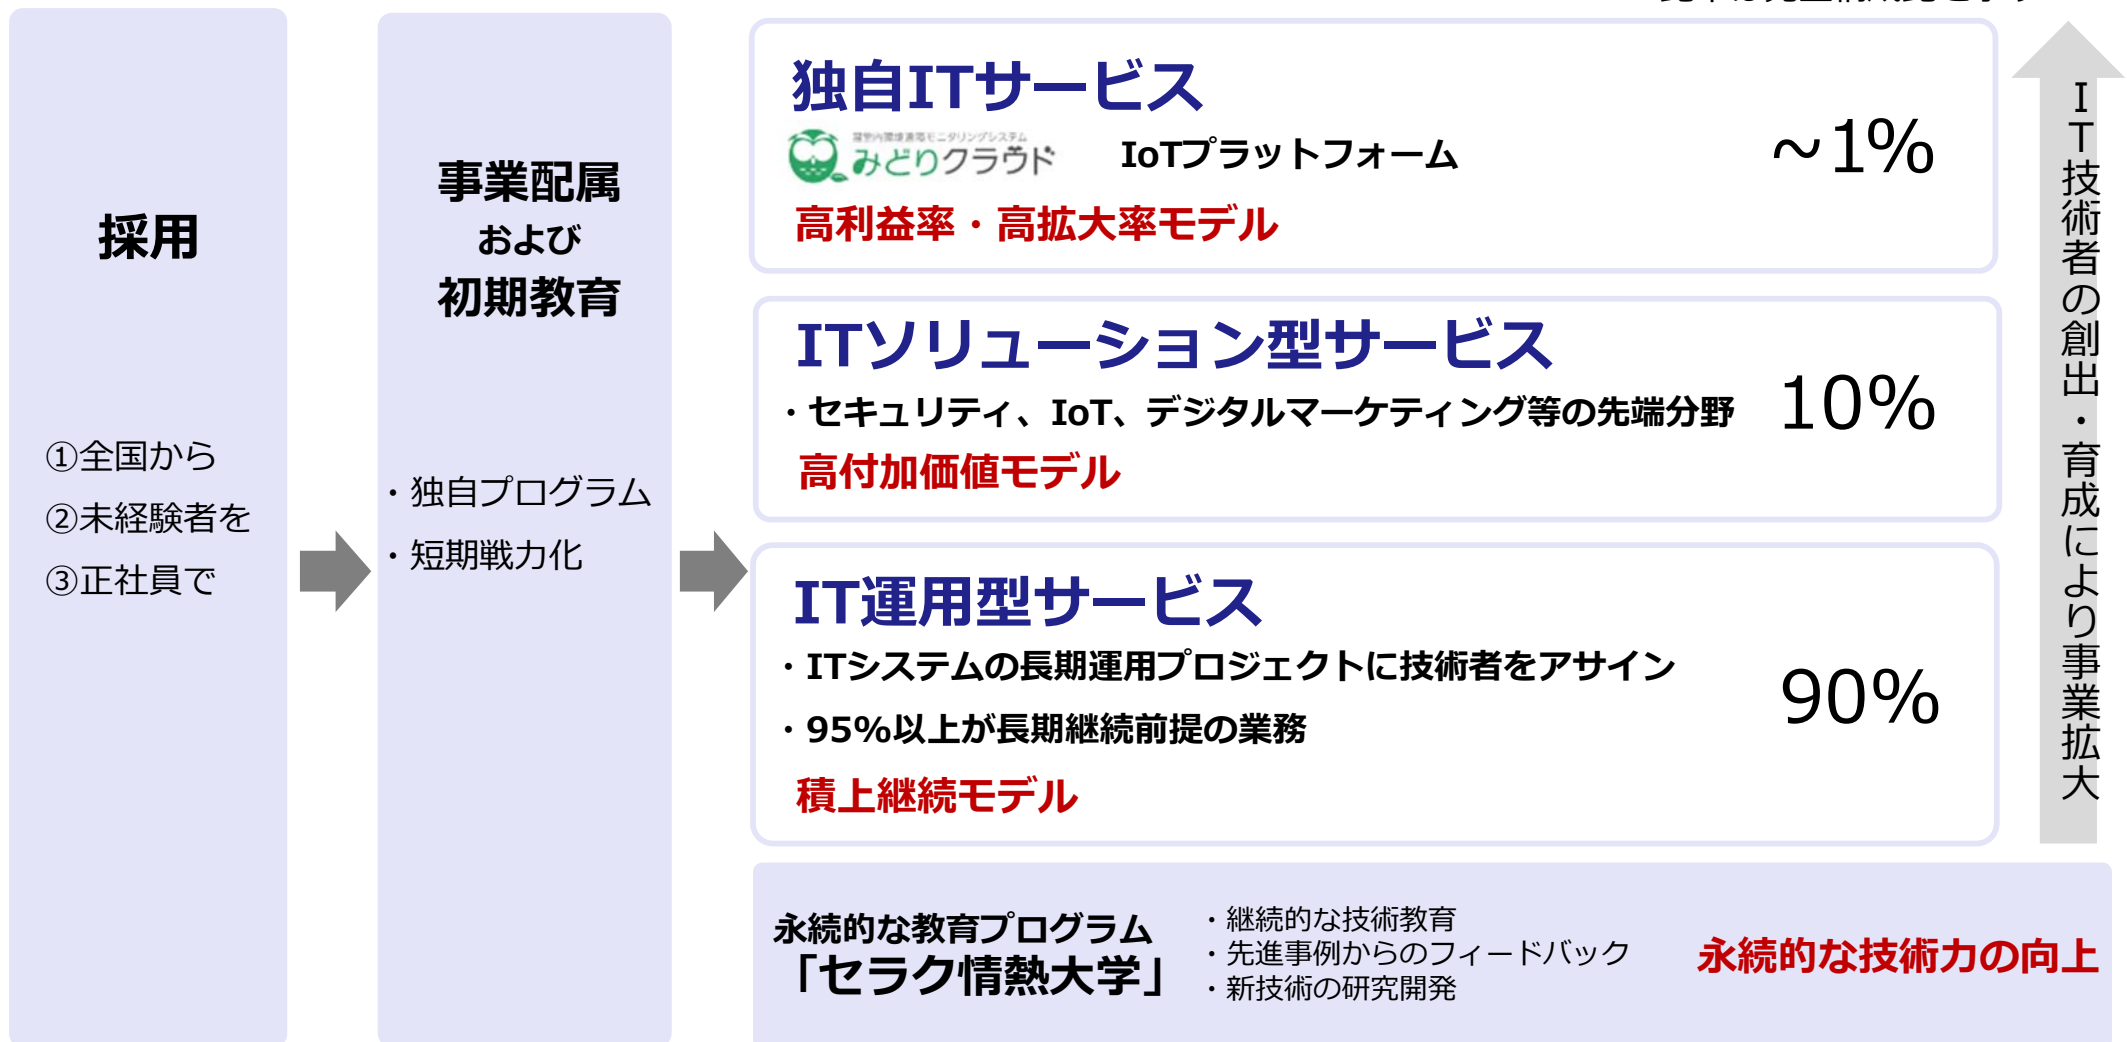 採用
①全国から
②未経験者を
③正社員で
事業配属
および
初期教育
・独自プログラム
・短期戦力化
独自ITサービス
みどりクラウド
IoTプラットフォーム
~1%
高利益率・高拡大率モデル
ITソリューション型サービス
・セキュリティ、IoT、デジタルマーケティング等の先端分野
10%
高付加価値モデル
IT運用型サービス
・ITシステムの長期運用プロジェクトに技術者をアサイン
・95%以上が長期継続前提の業務
90%
積上継続モデル
IT技術者の創出・育成により事業拡大
永続的な教育プログラム
「セラク情熱大学」
・継続的な技術教育
・先進事例からのフィードバック
・新技術の研究開発
永続的な技術力の向上